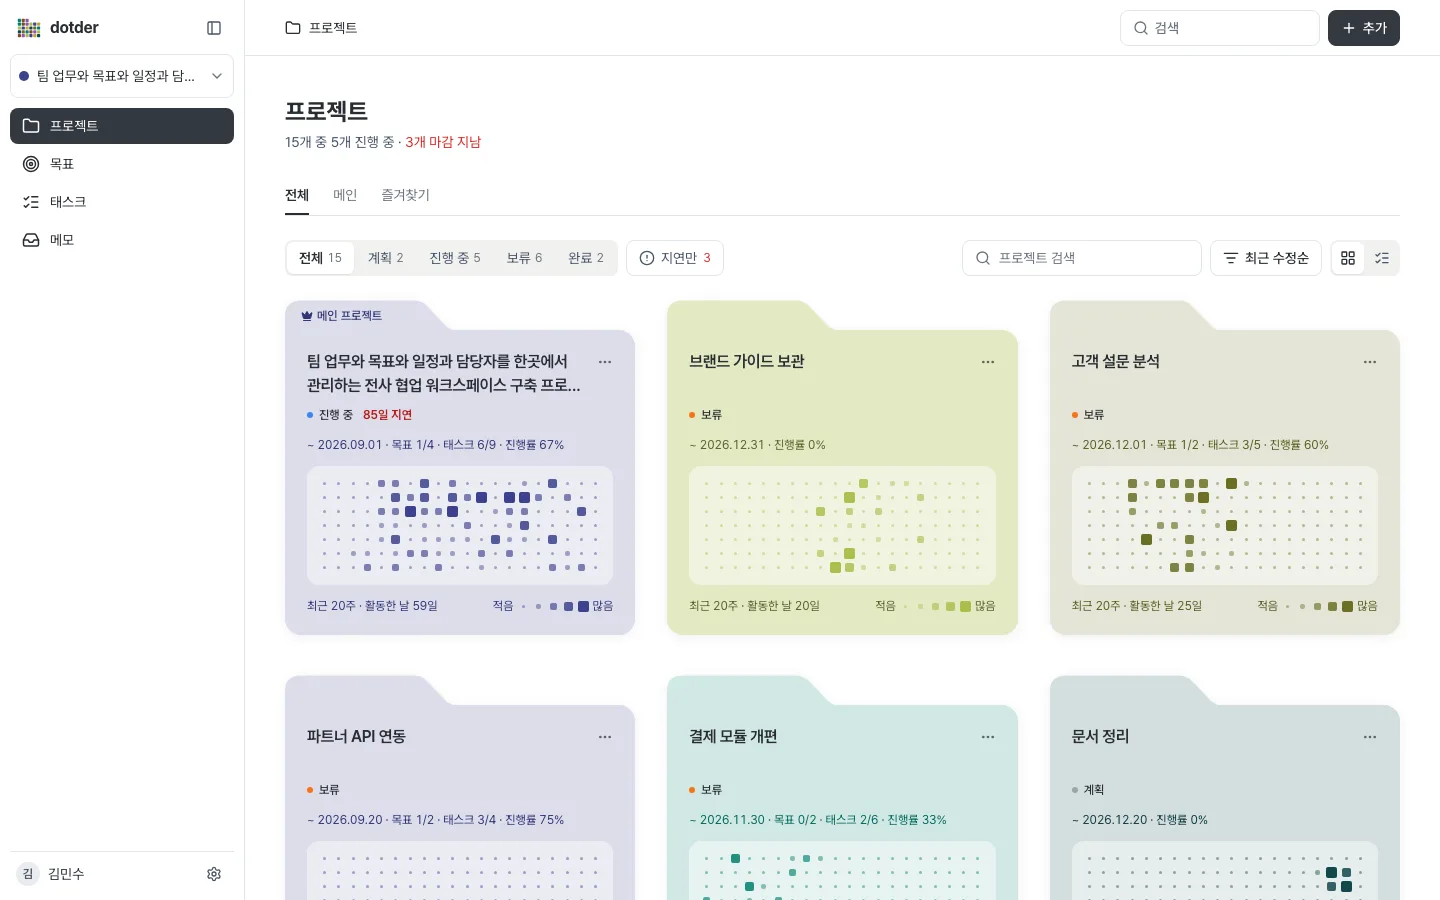 dotder
팀 업무와 목표와 일정과 담...
프로젝트
목표
태스크
메모
김 김민수
프로젝트
검색
+ 추가
프로젝트
15개 중 5개 진행 중 · 3개 마감 지남
전체 메인 즐겨찾기
전체 15 계획 2 진행 중 5 보류 6 완료 2 지연만 3
프로젝트 검색
최근 수정순
메인 프로젝트
팀 업무와 목표와 일정과 담당자를 한곳에서
관리하는 전사 협업 워크스페이스 구축 프로...
진행 중 85일 지연
~ 2026.09.01 · 목표 1/4 · 태스크 6/9 · 진행률 67%
최근 20주 · 활동한 날 59일 적음 많음
브랜드 가이드 보관
보류
~ 2026.12.31 · 진행률 0%
최근 20주 · 활동한 날 20일 적음 많음
고객 설문 분석
보류
~ 2026.12.01 · 목표 1/2 · 태스크 3/5 · 진행률 60%
최근 20주 · 활동한 날 25일 적음 많음
파트너 API 연동
보류
~ 2026.09.20 · 목표 1/2 · 태스크 3/4 · 진행률 75%
결제 모듈 개편
보류
~ 2026.11.30 · 목표 0/2 · 태스크 2/6 · 진행률 33%
문서 정리
계획
~ 2026.12.20 · 진행률 0%